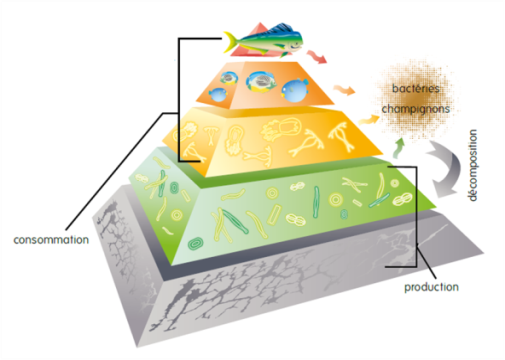 bactéries
champignons
décomposition
consommation
production